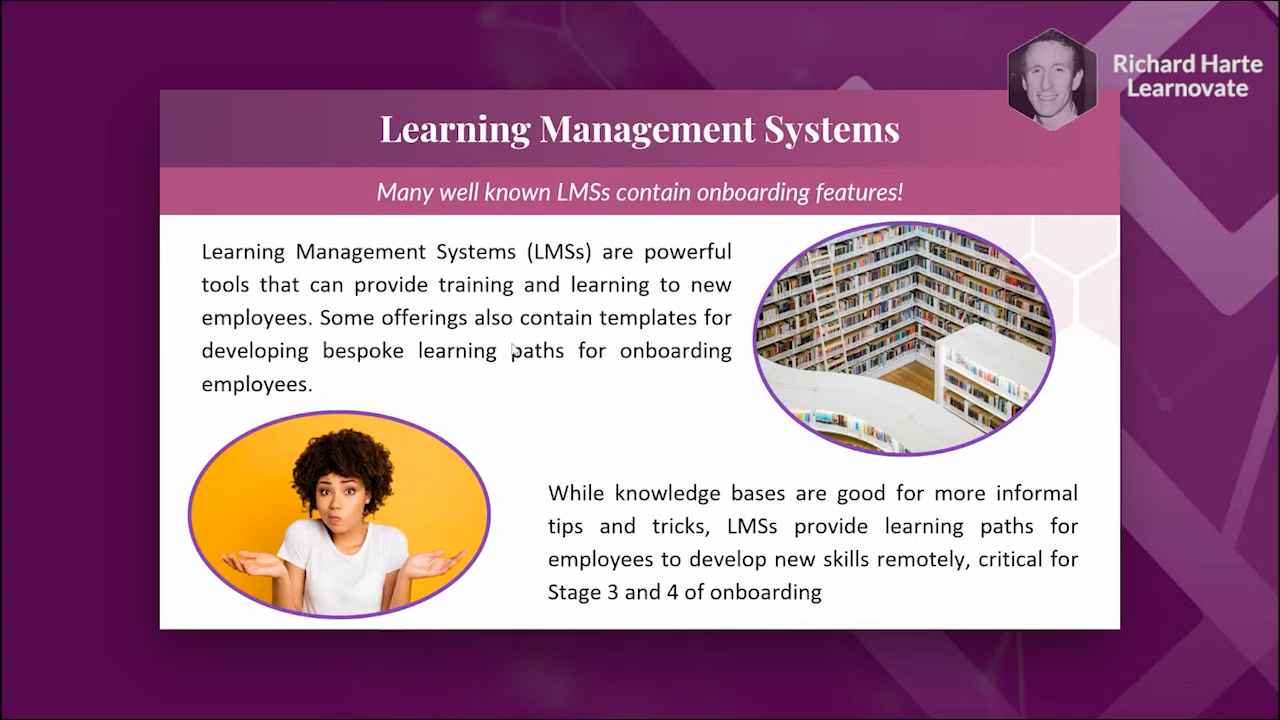 Richard Harte
Learnovate
Learning Management Systems
Many well known LMSs contain onboarding features!
Learning Management Systems (LMSs) are powerful
tools that can provide training and learning to new
employees. Some offerings also contain templates for
developing bespoke learning paths for onboarding
employees.
While knowledge bases are good for more informal
tips and tricks, LMSs provide learning paths for
employees to develop new skills remotely, critical for
Stage 3 and 4 of onboarding